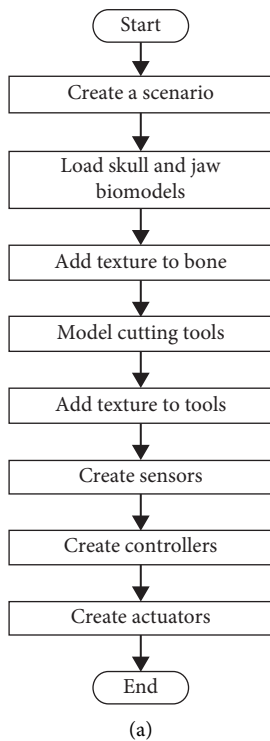 Start
Create a scenario
Load skull and jaw
biomodels
Add texture to bone
Model cutting tools
Add texture to tools
Create sensors
Create controllers
Create actuators
End
(a)